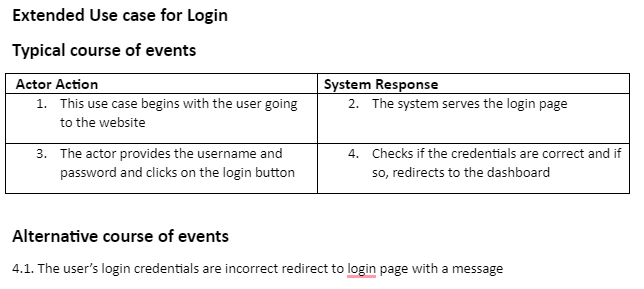 Extended Use case for Login
Typical course of events
Actor Action
System Response
1. This use case begins with the user going
to the website
2. The system serves the login page
3. The actor provides the username and
password and clicks on the login button
4. Checks if the credentials are correct and if
so, redirects to the dashboard
Alternative course of events
4.1. The user’s login credentials are incorrect redirect to login page with a message